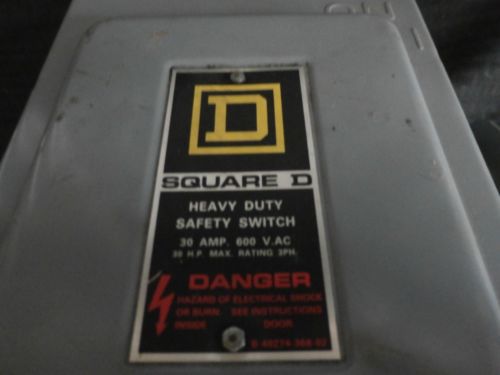 ON
D
SQUARE D
HEAVY DUTY
SAFETY SWITCH
30 AMP. 600 V.AC
30 H.P. MAX. RATING 3PH.
DANGER
HAZARD OF ELECTRICAL SHOCK
OR BURN. SEE INSTRUCTIONS
INSIDE DOOR